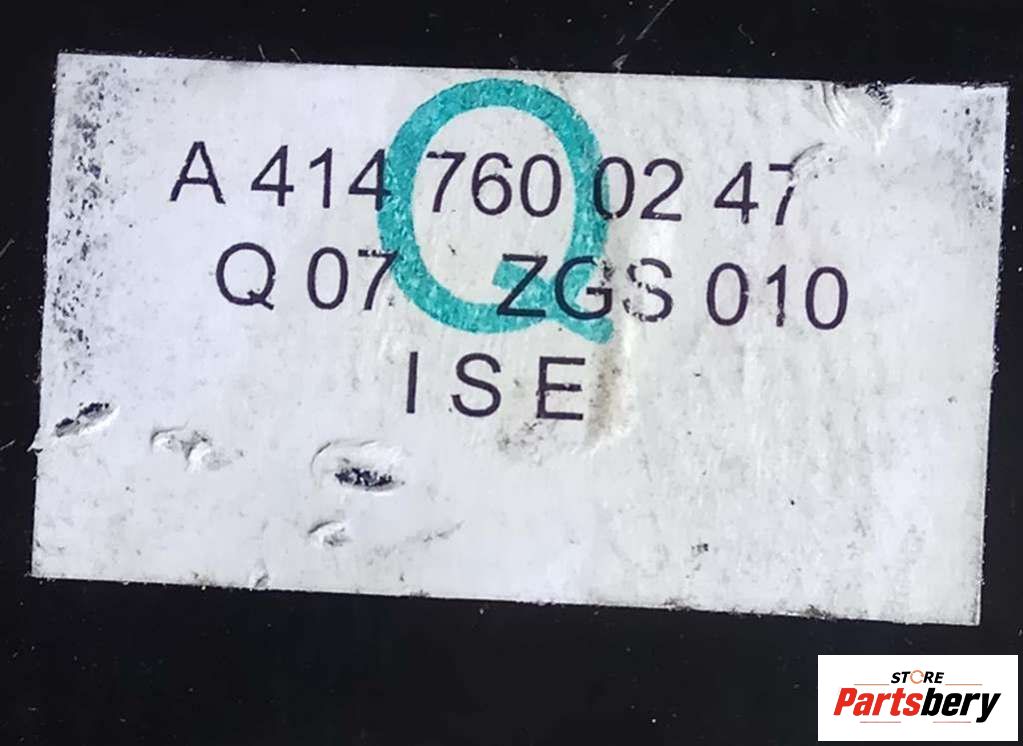 A 414 760 02 47
Q 07 ZGS 010
I S E
Q
STORE
Partsbery